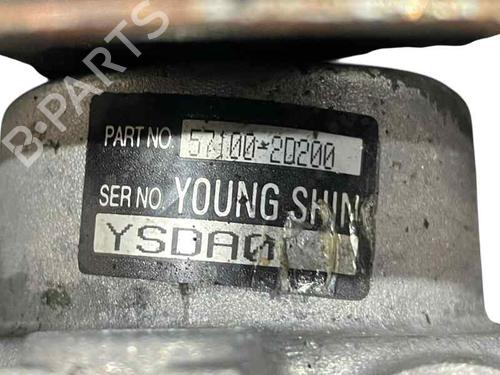 B-PARTS
PART NO. 57100-2D200
SER NO. YOUNG SHIN
YSDA0